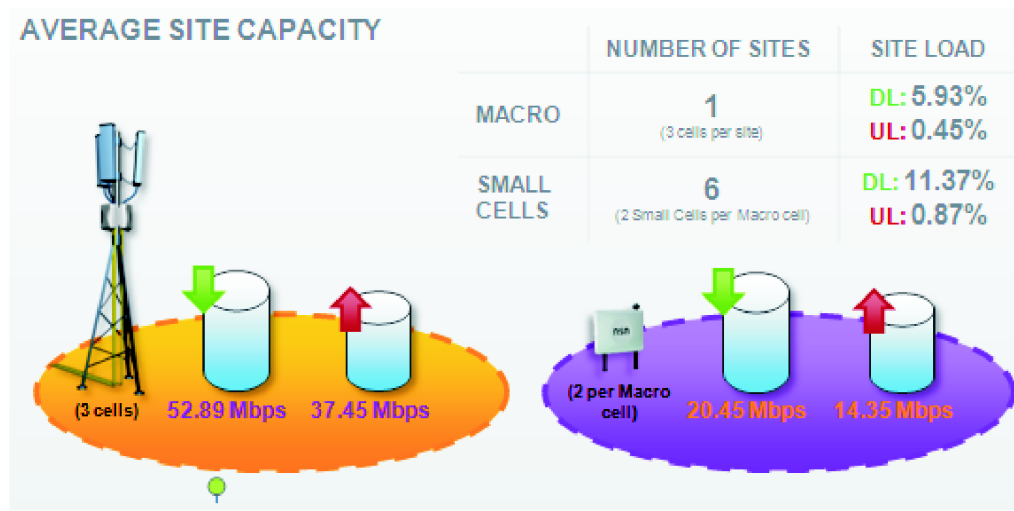 AVERAGE SITE CAPACITY
NUMBER OF SITES
SITE LOAD
MACRO
1
(3 cells per site)
DL: 5.93%
UL: 0.45%
SMALL
CELLS
6
(2 Small Cells per Macro cell)
DL: 11.37%
UL: 0.87%
(3 cells)
52.89 Mbps
37.45 Mbps
nsn
(2 per Macro
cell)
20.45 Mbps
14.35 Mbps